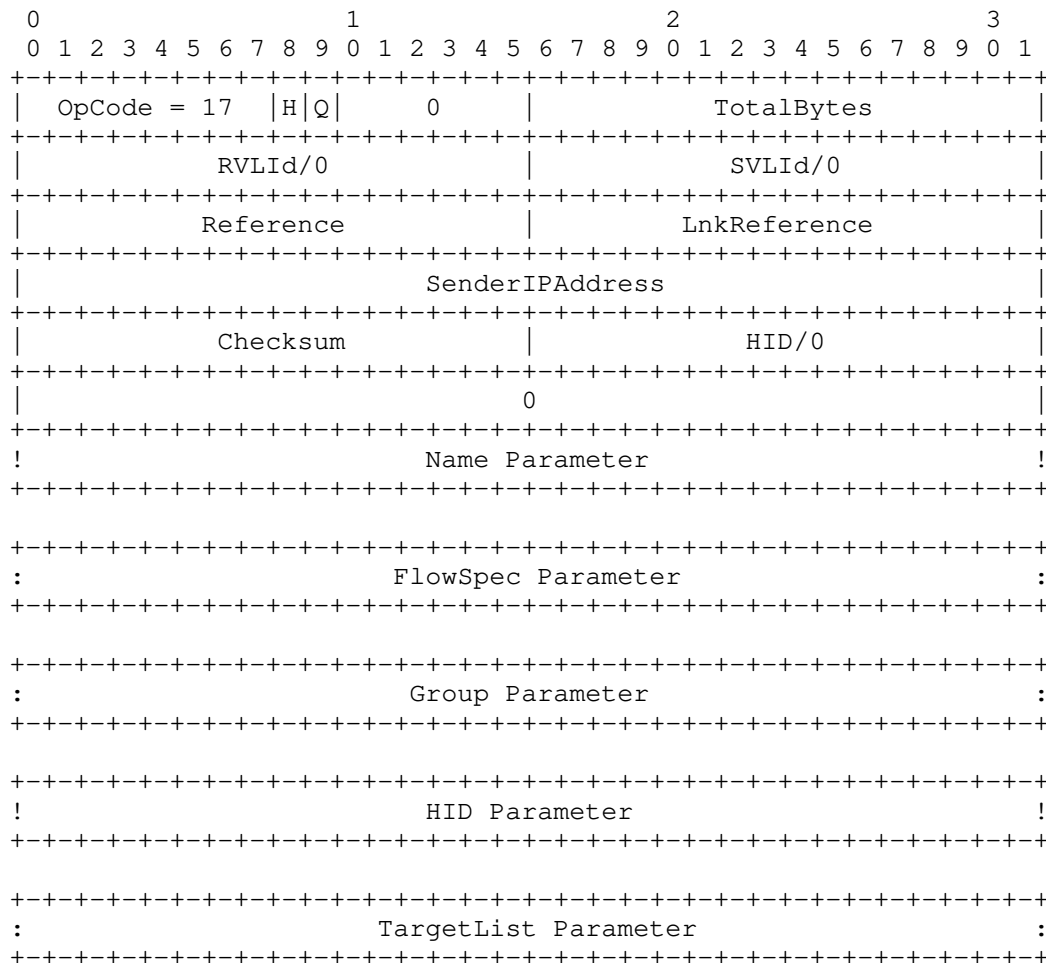 0                   1                   2                   3
 0 1 2 3 4 5 6 7 8 9 0 1 2 3 4 5 6 7 8 9 0 1 2 3 4 5 6 7 8 9 0 1
+-+-+-+-+-+-+-+-+-+-+-+-+-+-+-+-+-+-+-+-+-+-+-+-+-+-+-+-+-+-+-+-+
|  OpCode = 17  |H|Q|     0     |           TotalBytes          |
+-+-+-+-+-+-+-+-+-+-+-+-+-+-+-+-+-+-+-+-+-+-+-+-+-+-+-+-+-+-+-+-+
|            RVLId/0            |            SVLId/0            |
+-+-+-+-+-+-+-+-+-+-+-+-+-+-+-+-+-+-+-+-+-+-+-+-+-+-+-+-+-+-+-+-+
|           Reference           |         LnkReference          |
+-+-+-+-+-+-+-+-+-+-+-+-+-+-+-+-+-+-+-+-+-+-+-+-+-+-+-+-+-+-+-+-+
|                         SenderIPAddress                       |
+-+-+-+-+-+-+-+-+-+-+-+-+-+-+-+-+-+-+-+-+-+-+-+-+-+-+-+-+-+-+-+-+
|            Checksum           |             HID/0             |
+-+-+-+-+-+-+-+-+-+-+-+-+-+-+-+-+-+-+-+-+-+-+-+-+-+-+-+-+-+-+-+-+
|                               0                               |
+-+-+-+-+-+-+-+-+-+-+-+-+-+-+-+-+-+-+-+-+-+-+-+-+-+-+-+-+-+-+-+-+
!                         Name Parameter                        !
+-+-+-+-+-+-+-+-+-+-+-+-+-+-+-+-+-+-+-+-+-+-+-+-+-+-+-+-+-+-+-+-+

+-+-+-+-+-+-+-+-+-+-+-+-+-+-+-+-+-+-+-+-+-+-+-+-+-+-+-+-+-+-+-+-+
:                       FlowSpec Parameter                      :
+-+-+-+-+-+-+-+-+-+-+-+-+-+-+-+-+-+-+-+-+-+-+-+-+-+-+-+-+-+-+-+-+

+-+-+-+-+-+-+-+-+-+-+-+-+-+-+-+-+-+-+-+-+-+-+-+-+-+-+-+-+-+-+-+-+
:                        Group Parameter                        :
+-+-+-+-+-+-+-+-+-+-+-+-+-+-+-+-+-+-+-+-+-+-+-+-+-+-+-+-+-+-+-+-+

+-+-+-+-+-+-+-+-+-+-+-+-+-+-+-+-+-+-+-+-+-+-+-+-+-+-+-+-+-+-+-+-+
!                         HID Parameter                         !
+-+-+-+-+-+-+-+-+-+-+-+-+-+-+-+-+-+-+-+-+-+-+-+-+-+-+-+-+-+-+-+-+

+-+-+-+-+-+-+-+-+-+-+-+-+-+-+-+-+-+-+-+-+-+-+-+-+-+-+-+-+-+-+-+-+
:                      TargetList Parameter                     :
+-+-+-+-+-+-+-+-+-+-+-+-+-+-+-+-+-+-+-+-+-+-+-+-+-+-+-+-+-+-+-+-+